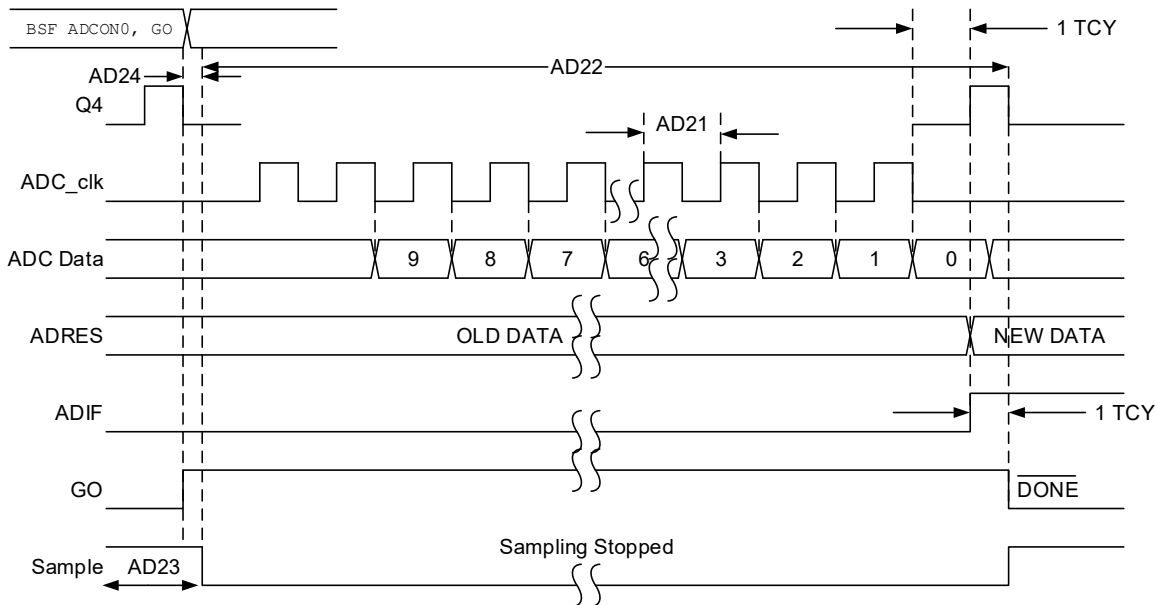 BSF ADCON0, GO
1 TCY
AD24
AD22
Q4
AD21
ADC_clk
ADC Data 9 8 7 6 3 2 1 0
ADRES OLD DATA NEW DATA
ADIF 1 TCY
GO DONE
Sampling Stopped
Sample AD23